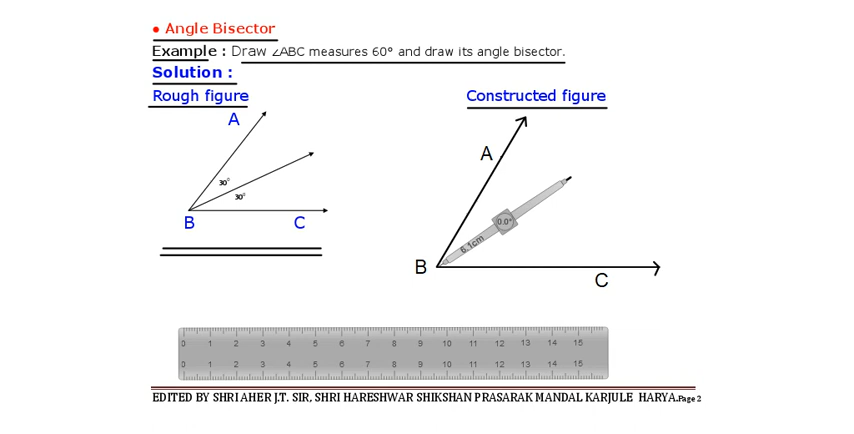 • Angle Bisector
Example : Draw ∠ABC measures 60° and draw its angle bisector.
Solution :
Rough figure
Constructed figure
A
30°
30°
B
C
A
0.0°
6.1cm
B
C
0 1 2 3 4 5 6 7 8 9 10 11 12 13 14 15
0 1 2 3 4 5 6 7 8 9 10 11 12 13 14 15
EDITED BY SHRI AHER J.T. SIR, SHRI HARESHWAR SHIKSHAN PRASARAK MANDAL KARJULE HARYA.Page 2